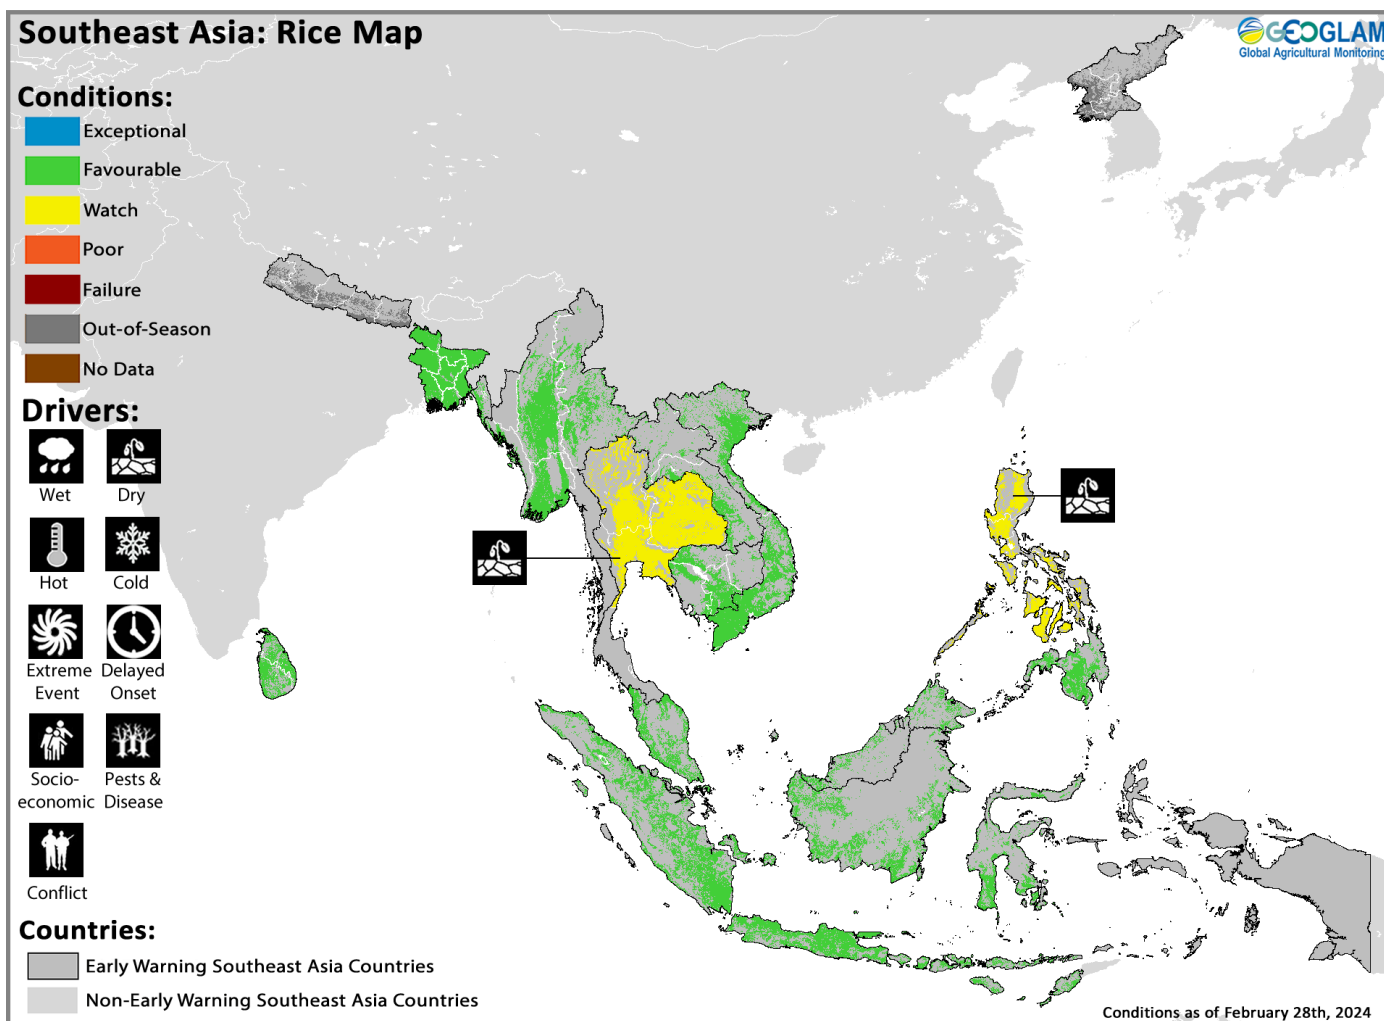 Southeast Asia: Rice Map
GEOGLAM
Global Agricultural Monitoring
Conditions:
Exceptional
Favourable
Watch
Poor
Failure
Out-of-Season
No Data
Drivers:
Wet
Dry
Hot
Cold
Extreme
Event
Delayed
Onset
Socio-
economic
Pests &
Disease
Conflict
Countries:
Early Warning Southeast Asia Countries
Non-Early Warning Southeast Asia Countries
Conditions as of February 28th, 2024